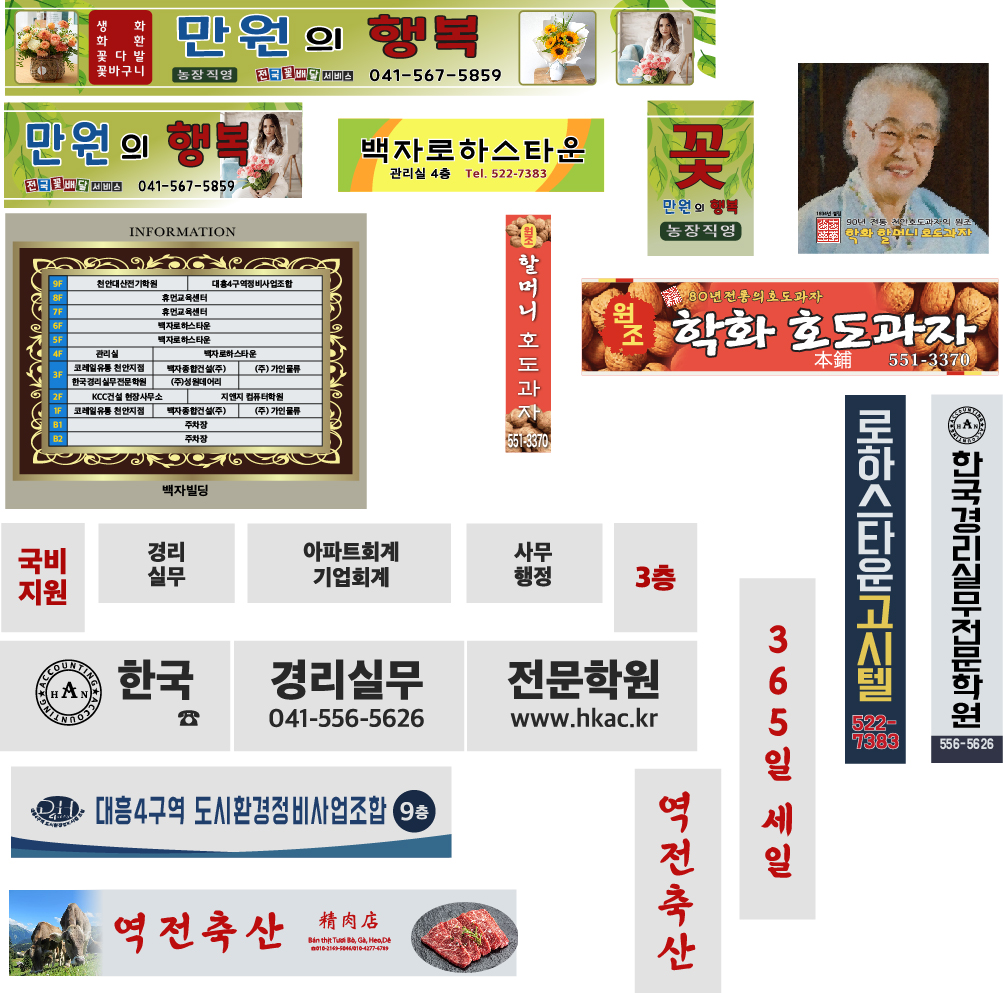 생 화
화 환
꽃 다 발
꽃바구니
만원의 행복
농장직영
전국꽃배달서비스
041-567-5859
만원의 행복
전국꽃배달서비스
041-567-5859
백자로하스타운
관리실 4층 Tel. 522-7383
꽃
만원의 행복
농장직영
90년 전통 천안호도과자의 원조
학화 할머니 호도과자
INFORMATION
9F 천안대산전기학원 대흥4구역정비사업조합
8F 휴먼교육센터
7F 휴먼교육센터
6F 백자로하스타운
5F 백자로하스타운
4F 관리실 백자로하스타운
3F 코레일유통 천안지점 백자종합건설(주) (주) 가인물류
한국경리실무전문학원 (주)성원데어리
2F KCC건설 현장사무소 지앤지 컴퓨터학원
1F 코레일유통 천안지점 백자종합건설(주) (주) 가인물류
B1 주차장
B2 주차장
백자빌딩
원조
할머니 호도과자
551-3370
80년전통의호도과자
원조
학화 호도과자
本鋪 551-3370
로하스타운고시텔
522-
7383
ACCOUNTING
HAN
ACCOUNTING
한국경리실무전문학원
556-5626
국비
지원
경리
실무
아파트회계
기업회계
사무
행정
3층
ACCOUNTING
HAN
ACCOUNTING
한국
☎
경리실무
041-556-5626
전문학원
www.hkac.kr
365일 세일
대흥4구역 도시환경정비사업조합 9층
역전축산
역전축산
精肉店
Bán thịt Tươi Bò, Gà, Heo,Dê